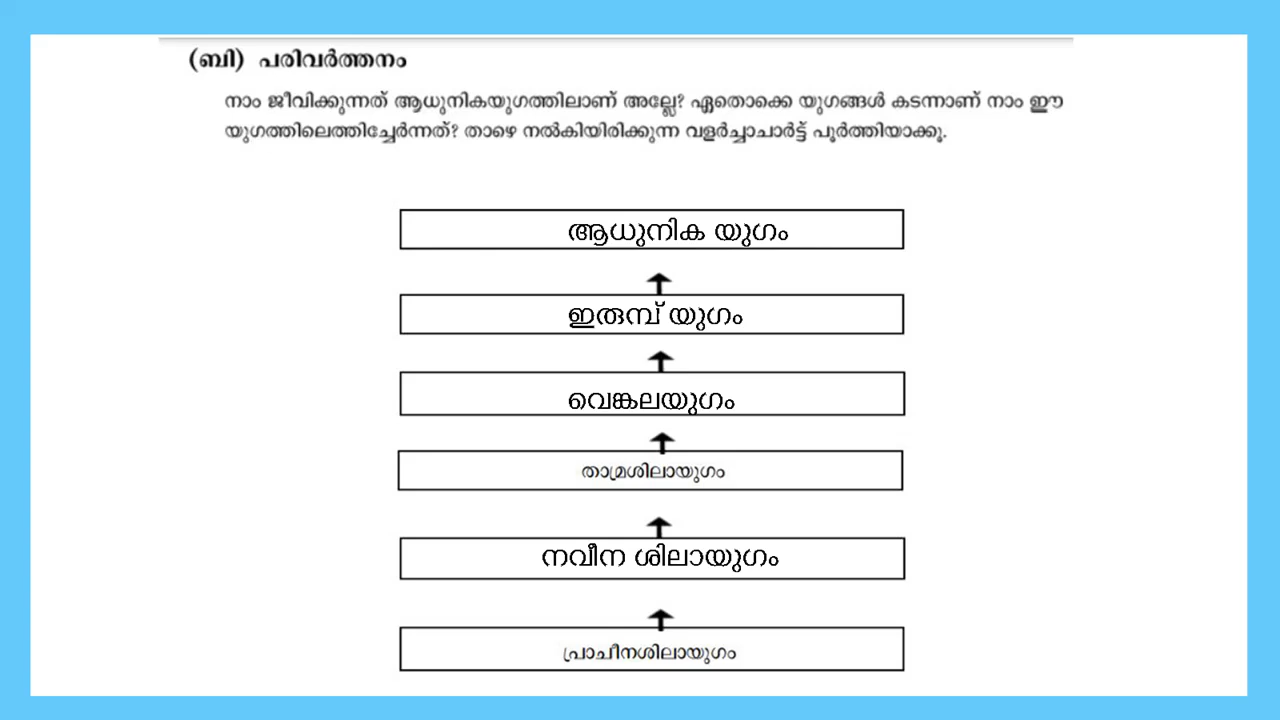 (ബി) പരിവർത്തനം
നാം ജീവിക്കുന്നത് ആധുനികയുഗത്തിലാണ് അല്ലേ? ഏതൊക്കെ യുഗങ്ങൾ കടന്നാണ് നാം ഈ
യുഗത്തിലെത്തിച്ചേർന്നത്? താഴെ നൽകിയിരിക്കുന്ന വളർച്ചാചാർട്ട് പൂർത്തിയാക്കൂ.
ആധുനിക യുഗം
ഇരുമ്പ് യുഗം
വെങ്കലയുഗം
താമ്രശിലായുഗം
നവീന ശിലായുഗം
പ്രാചീനശിലായുഗം